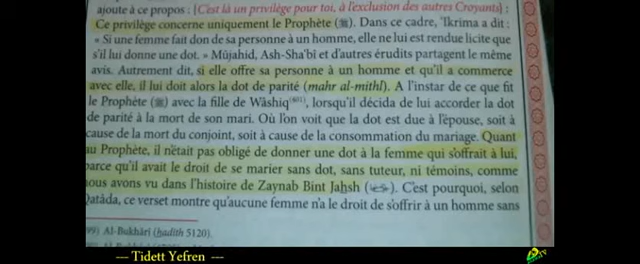 ajoute à ce propos : {C'est là un privilège pour toi, à l'exclusion des autres Croyants} :
Ce privilège concerne uniquement le Prophète (ﷺ). Dans ce cadre, 'Ikrima a dit :
« Si une femme fait don de sa personne à un homme, elle ne lui est rendue licite que
s'il lui donne une dot. » Mûjahid, Ash-Sha'bî et d'autres érudits partagent le même
avis. Autrement dit, si elle offre sa personne à un homme et qu'il a commerce
avec elle, il lui doit alors la dot de parité (mahr al-mithl). A l'instar de ce que fit
le Prophète (ﷺ) avec la fille de Wâshiq, lorsqu'il décida de lui accorder la dot
de parité à la mort de son mari. Où l'on voit que la dot est due à l'épouse, soit à
cause de la mort du conjoint, soit à cause de la consommation du mariage. Quant
au Prophète, il n'était pas obligé de donner une dot à la femme qui s'offrait à lui,
parce qu'il avait le droit de se marier sans dot, sans tuteur, ni témoins, comme
nous avons vu dans l'histoire de Zaynab Bint Jahsh. C'est pourquoi, selon
Qatâda, ce verset montre qu'aucune femme n'a le droit de s'offrir à un homme sans
99) Al-Bukhâri (hadith 5120).
--- Tidett Yefren ---